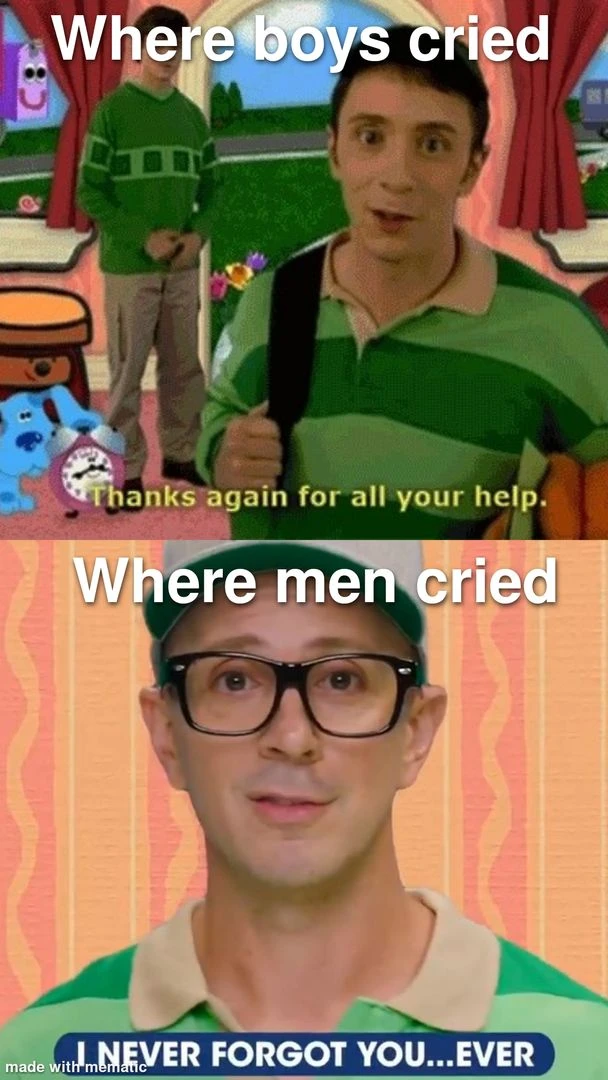 Where boys cried
Thanks again for all your help.
Where men cried
I NEVER FORGOT YOU...EVER
made with mematic